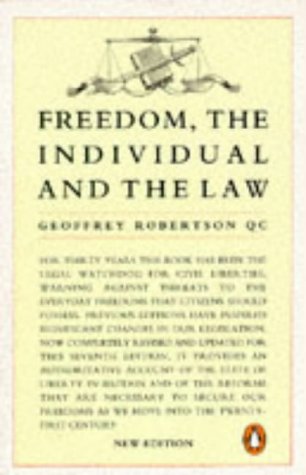 FREEDOM, THE
INDIVIDUAL
AND THE LAW
GEOFFREY ROBERTSON QC
FOR THIRTY YEARS THIS BOOK HAS BEEN THE
LEGAL WATCHDOG FOR CIVIL LIBERTIES,
WARNING AGAINST THREATS TO THE
EVERYDAY FREEDOMS THAT CITIZENS SHOULD
POSSESS. PREVIOUS EDITIONS HAVE INSPIRED
SIGNIFICANT CHANGES IN OUR LEGISLATION.
NOW COMPLETELY REVISED AND UPDATED FOR
THIS SEVENTH EDITION, IT PROVIDES AN
AUTHORITATIVE ACCOUNT OF THE STATE OF
LIBERTY IN BRITAIN AND OF THE REFORMS
THAT ARE NECESSARY TO SECURE OUR
FREEDOMS AS WE MOVE INTO THE TWENTY-
FIRST CENTURY
NEW EDITION